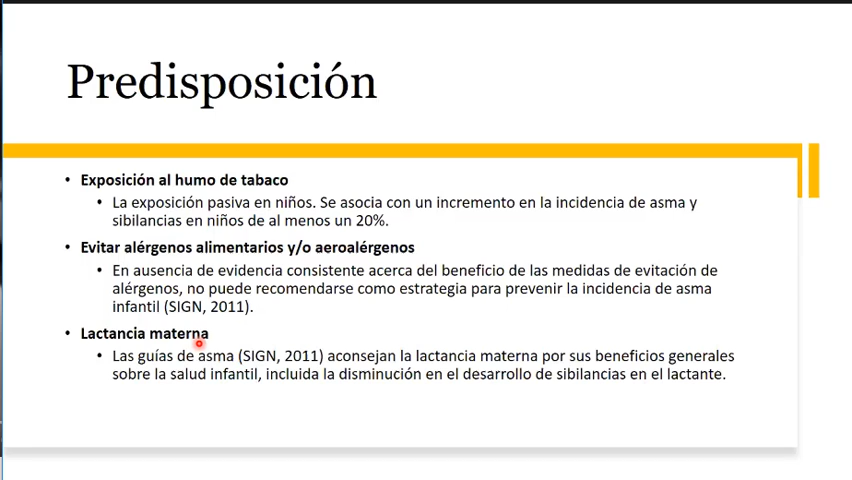 Predisposición
• Exposición al humo de tabaco
• La exposición pasiva en niños. Se asocia con un incremento en la incidencia de asma y
sibilancias en niños de al menos un 20%.
• Evitar alérgenos alimentarios y/o aeroalérgenos
• En ausencia de evidencia consistente acerca del beneficio de las medidas de evitación de
alérgenos, no puede recomendarse como estrategia para prevenir la incidencia de asma
infantil (SIGN, 2011).
• Lactancia materna
• Las guías de asma (SIGN, 2011) aconsejan la lactancia materna por sus beneficios generales
sobre la salud infantil, incluida la disminución en el desarrollo de sibilancias en el lactante.